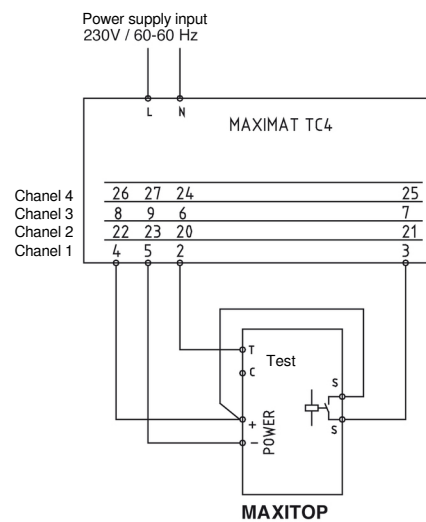 Power supply input
230V / 60-60 Hz
L N
MAXIMAT TC4
Chanel 4 26 27 24 25
Chanel 3 8 9 6 7
Chanel 2 22 23 20 21
Chanel 1 4 5 2 3
T Test
C
S
+
POWER
S
-
MAXITOP